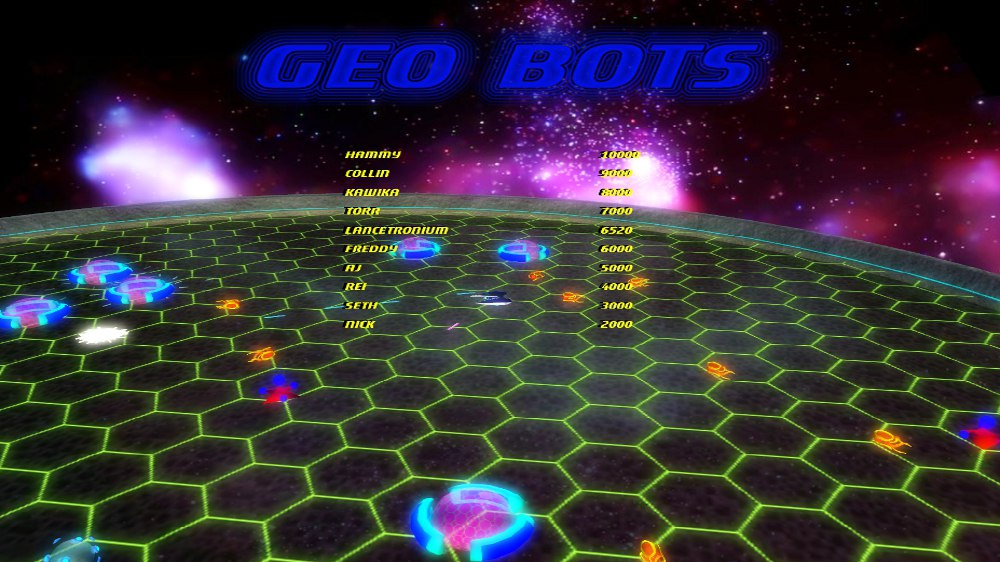 GEO BOTS
HAMMY 10000
COLLIN 9000
KAWIKA 8000
TORR 7000
LANCETRONIUM 6520
FREDDY 6000
AJ 5000
REI 4000
SETH 3000
NICK 2000